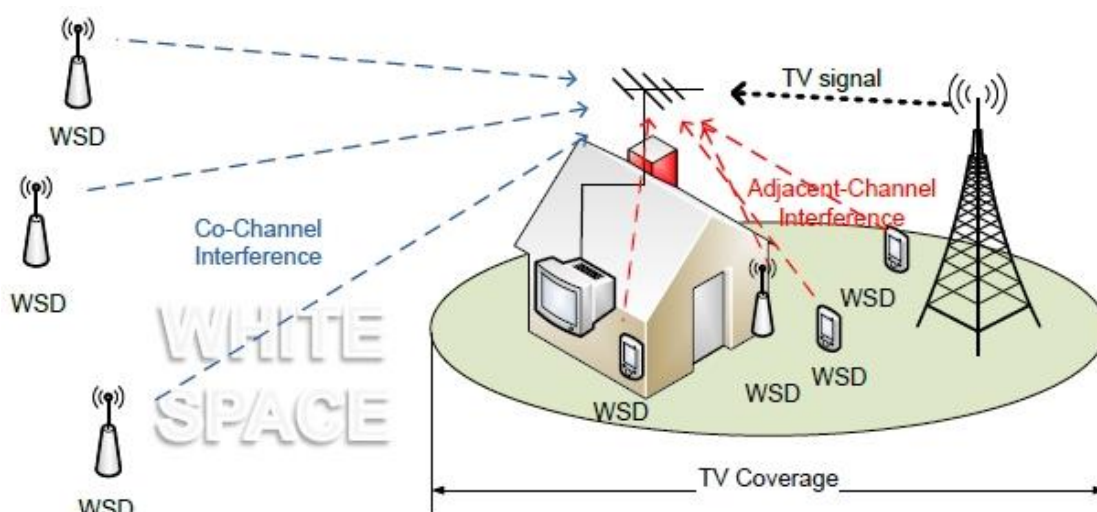 TV signal
WSD
Adjacent-Channel
Interference
WSD
Co-Channel
Interference
WSD
WSD
WHITE
SPACE
WSD
WSD
WSD
TV Coverage
WSD